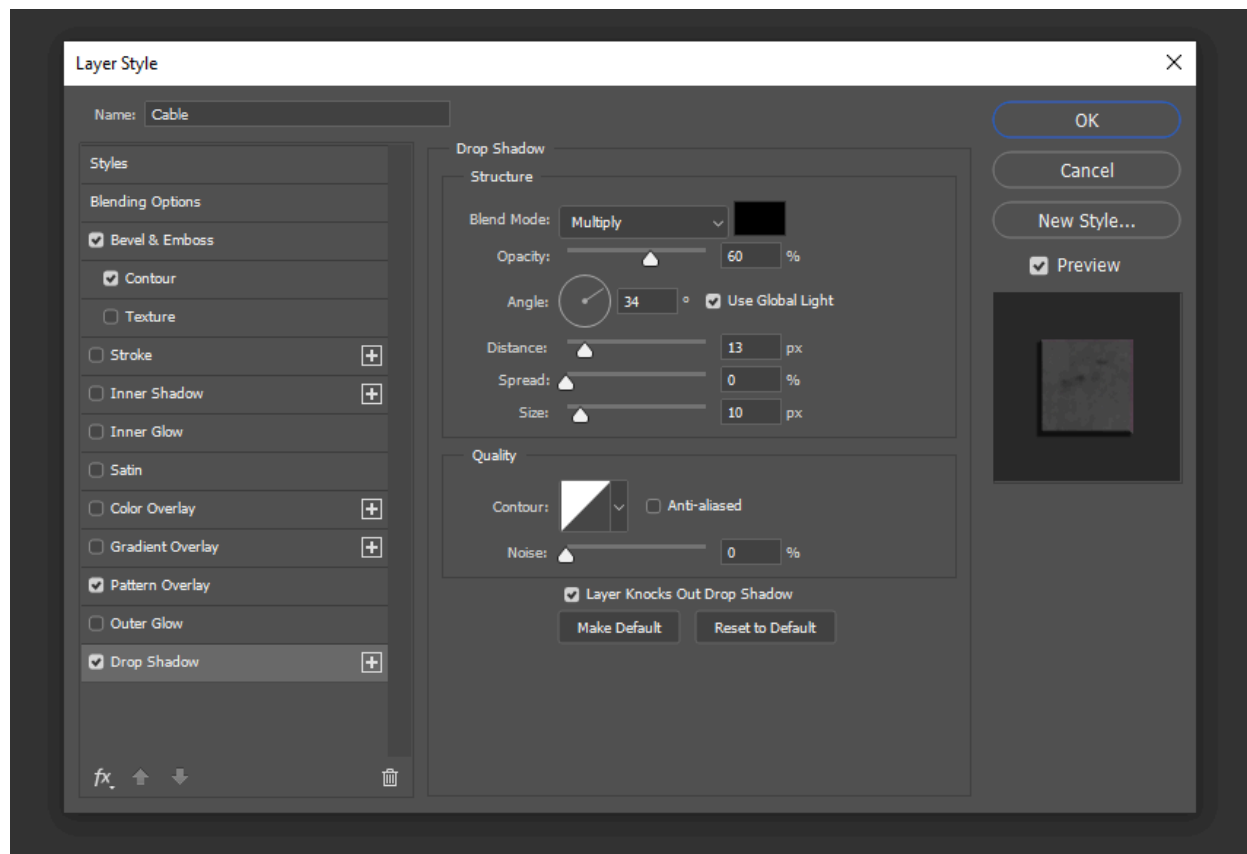 Layer Style
Name: Cable
Styles
Blending Options
Bevel & Emboss
Contour
Texture
Stroke
Inner Shadow
Inner Glow
Satin
Color Overlay
Gradient Overlay
Pattern Overlay
Outer Glow
Drop Shadow
fx
Drop Shadow
Structure
Blend Mode: Multiply
Opacity: 60 %
Angle: 34 ° Use Global Light
Distance: 13 px
Spread: 0 %
Size: 10 px
Quality
Contour: Anti-aliased
Noise: 0 %
Layer Knocks Out Drop Shadow
Make Default Reset to Default
OK
Cancel
New Style...
Preview